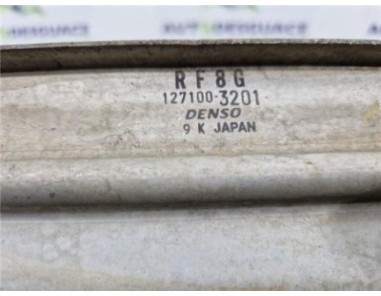 RF8G
127100-3201
DENSO
9 K JAPAN